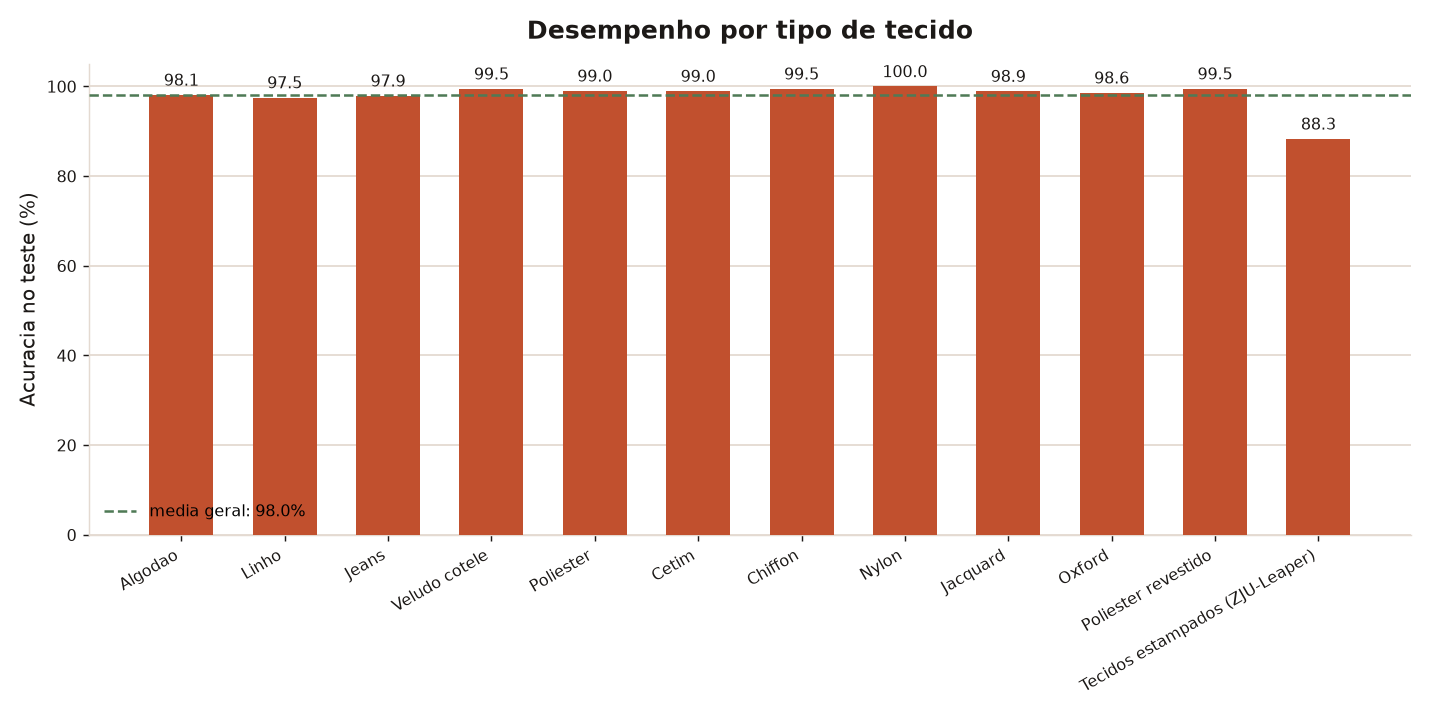 Desempenho por tipo de tecido
Acuracia no teste (%)
100
80
60
40
20
0
98.1
97.5
97.9
99.5
99.0
99.0
99.5
100.0
98.9
98.6
99.5
88.3
media geral: 98.0%
Algodao
Linho
Jeans
Veludo cotele
Poliester
Cetim
Chiffon
Nylon
Jacquard
Oxford
Poliester revestido
Tecidos estampados (ZJU-Leaper)